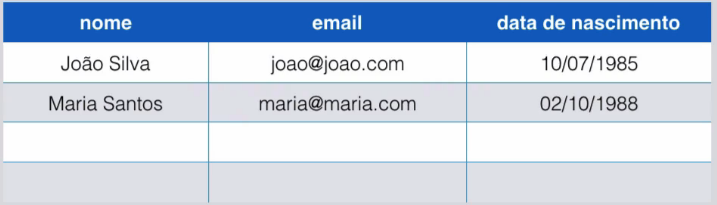 nome email data de nascimento
João Silva joao@joao.com 10/07/1985
Maria Santos maria@maria.com 02/10/1988